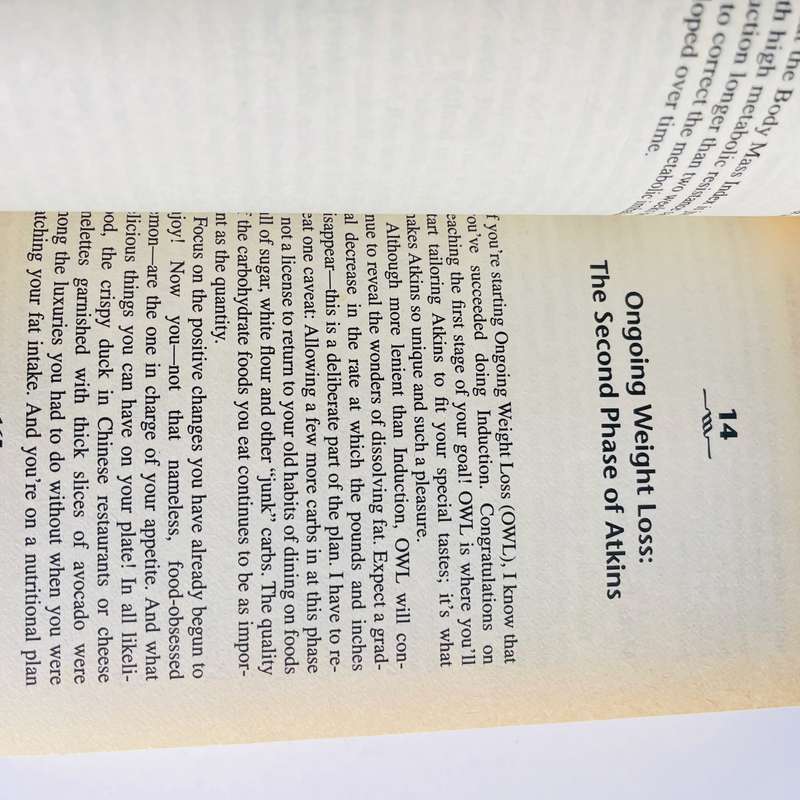 the Body Mass Index
th high metabolic resistance
uction longer than two
to correct the metabolic
loped over time.
14
Ongoing Weight Loss:
The Second Phase of Atkins
f you're starting Ongoing Weight Loss (OWL), I know that
ou've succeeded doing Induction. Congratulations on
eaching the first stage of your goal! OWL is where you'll
tart tailoring Atkins to fit your special tastes; it's what
akes Atkins so unique and such a pleasure.
Although more lenient than Induction, OWL will con-
nue to reveal the wonders of dissolving fat. Expect a grad-
al decrease in the rate at which the pounds and inches
isappear—this is a deliberate part of the plan. I have to re-
eat one caveat: Allowing a few more carbs in at this phase
not a license to return to your old habits of dining on foods
ll of sugar, white flour and other "junk" carbs. The quality
f the carbohydrate foods you eat continues to be as impor-
nt as the quantity.
Focus on the positive changes you have already begun to
joy! Now you—not that nameless, food-obsessed
mon—are the one in charge of your appetite. And what
licious things you can have on your plate! In all likeli-
od, the crispy duck in Chinese restaurants or cheese
nelettes garnished with thick slices of avocado were
nong the luxuries you had to do without when you were
tching your fat intake. And you're on a nutritional plan